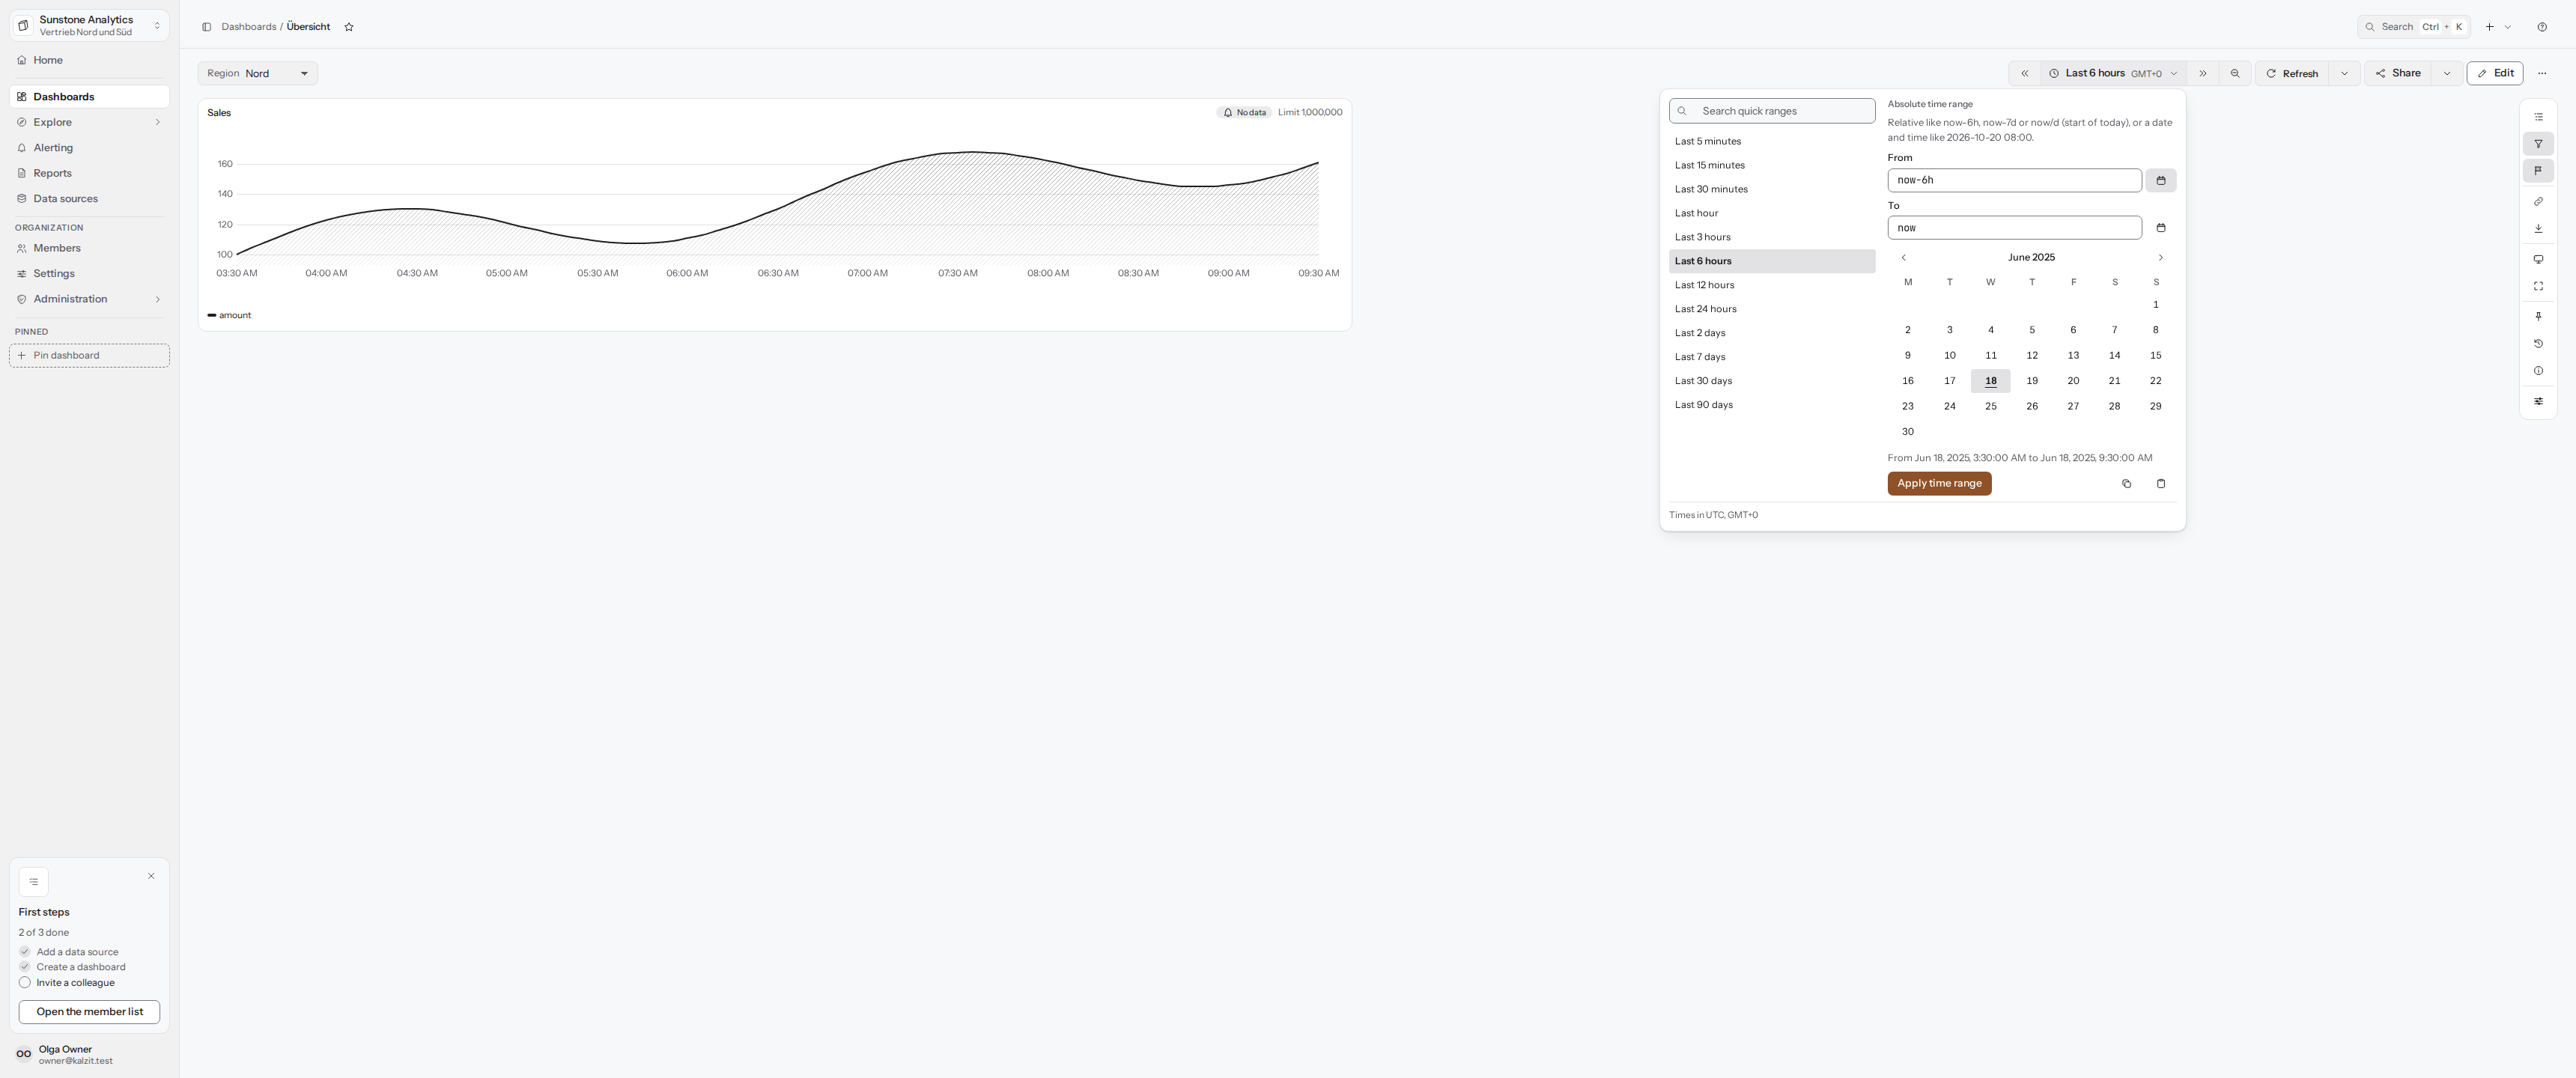 Sunstone Analytics
Vertrieb Nord und Süd
Home
Dashboards
Explore
Alerting
Reports
Data sources
ORGANIZATION
Members
Settings
Administration
PINNED
Pin dashboard
First steps
2 of 3 done
Add a data source
Create a dashboard
Invite a colleague
Open the member list
OO
Olga Owner
owner@kalzit.test
Dashboards / Übersicht
Search Ctrl + K
Region Nord
Last 6 hours GMT+0
Refresh
Share
Edit
Sales
No data
Limit 1,000,000
160
140
120
100
03:30 AM 04:00 AM 04:30 AM 05:00 AM 05:30 AM 06:00 AM 06:30 AM 07:00 AM 07:30 AM 08:00 AM 08:30 AM 09:00 AM 09:30 AM
amount
Search quick ranges
Last 5 minutes
Last 15 minutes
Last 30 minutes
Last hour
Last 3 hours
Last 6 hours
Last 12 hours
Last 24 hours
Last 2 days
Last 7 days
Last 30 days
Last 90 days
Absolute time range
Relative like now-6h, now-7d or now/d (start of today), or a date
and time like 2026-10-20 08:00.
From
now-6h
To
now
June 2025
M T W T F S S
1
2 3 4 5 6 7 8
9 10 11 12 13 14 15
16 17 18 19 20 21 22
23 24 25 26 27 28 29
30
From Jun 18, 2025, 3:30:00 AM to Jun 18, 2025, 9:30:00 AM
Apply time range
Times in UTC, GMT+0